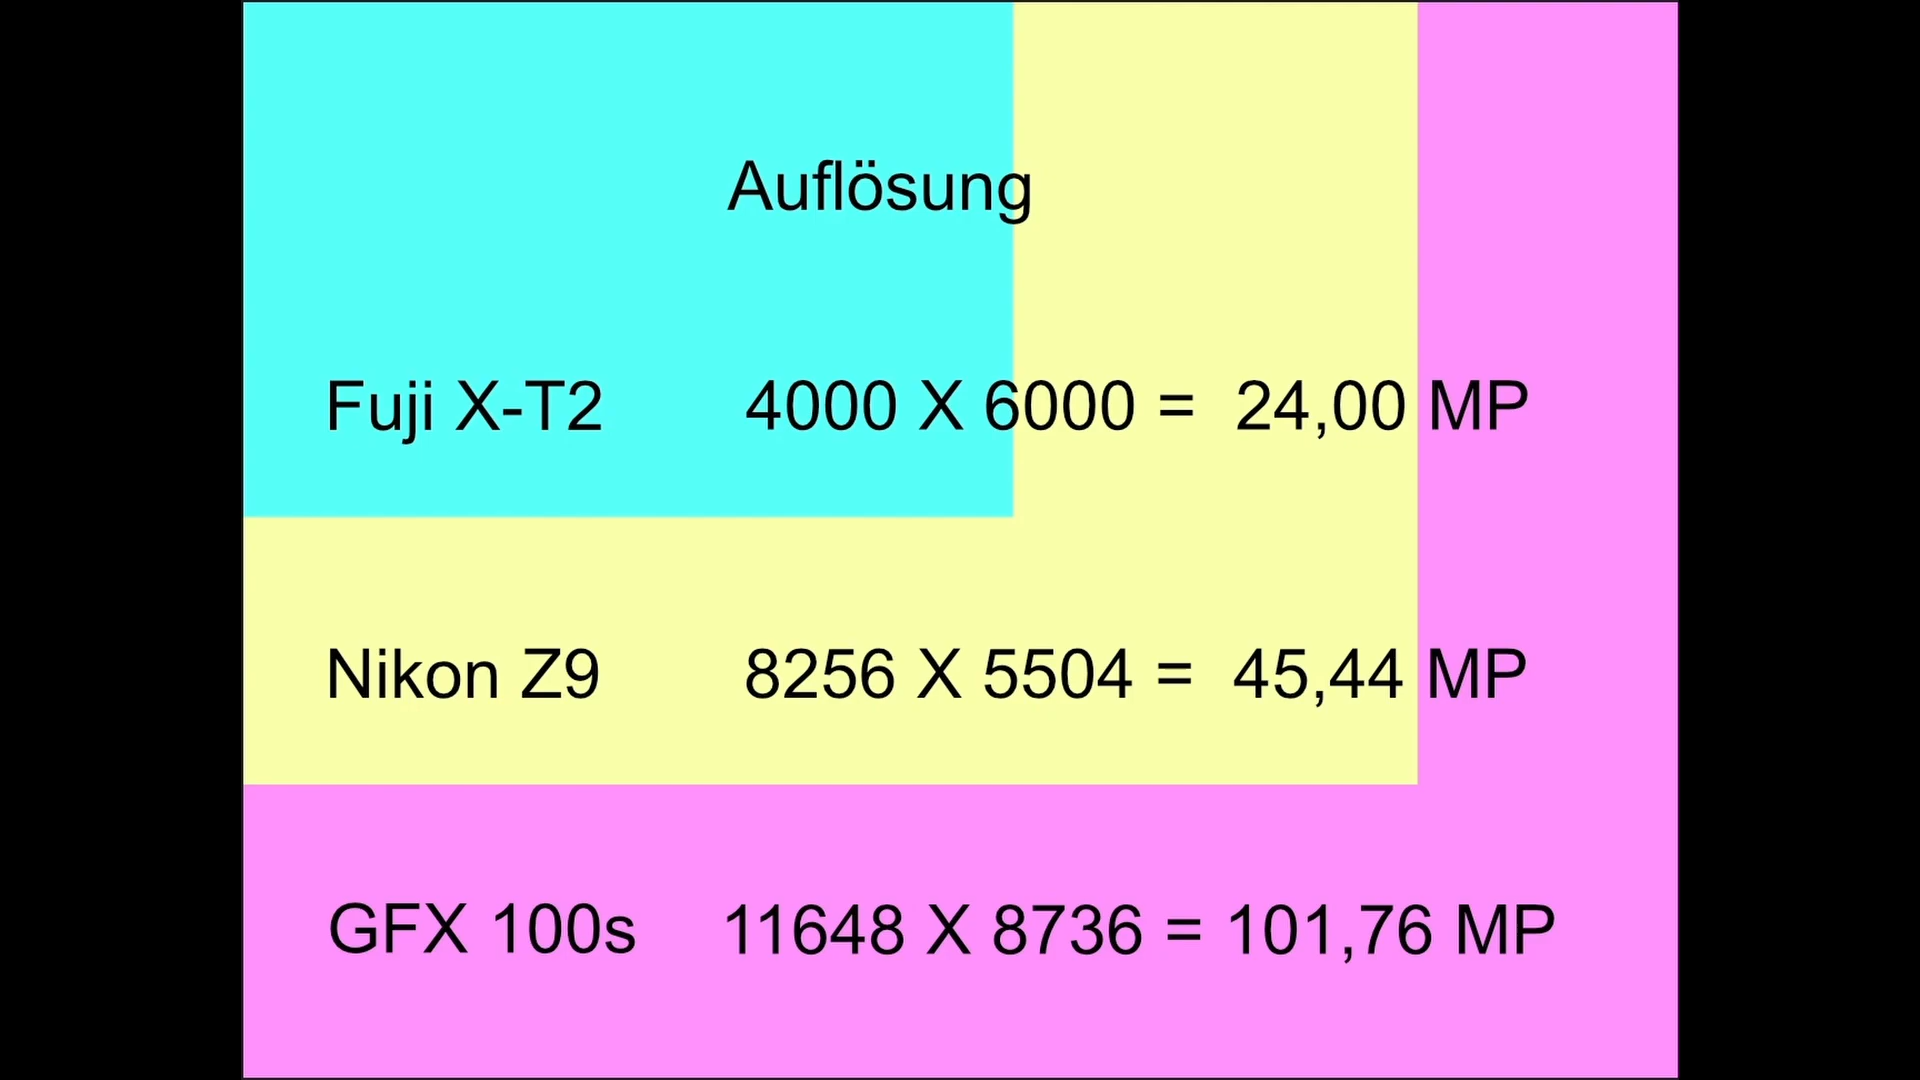 Auflösung
Fuji X-T2 4000 X 6000 = 24,00 MP
Nikon Z9 8256 X 5504 = 45,44 MP
GFX 100s 11648 X 8736 = 101,76 MP